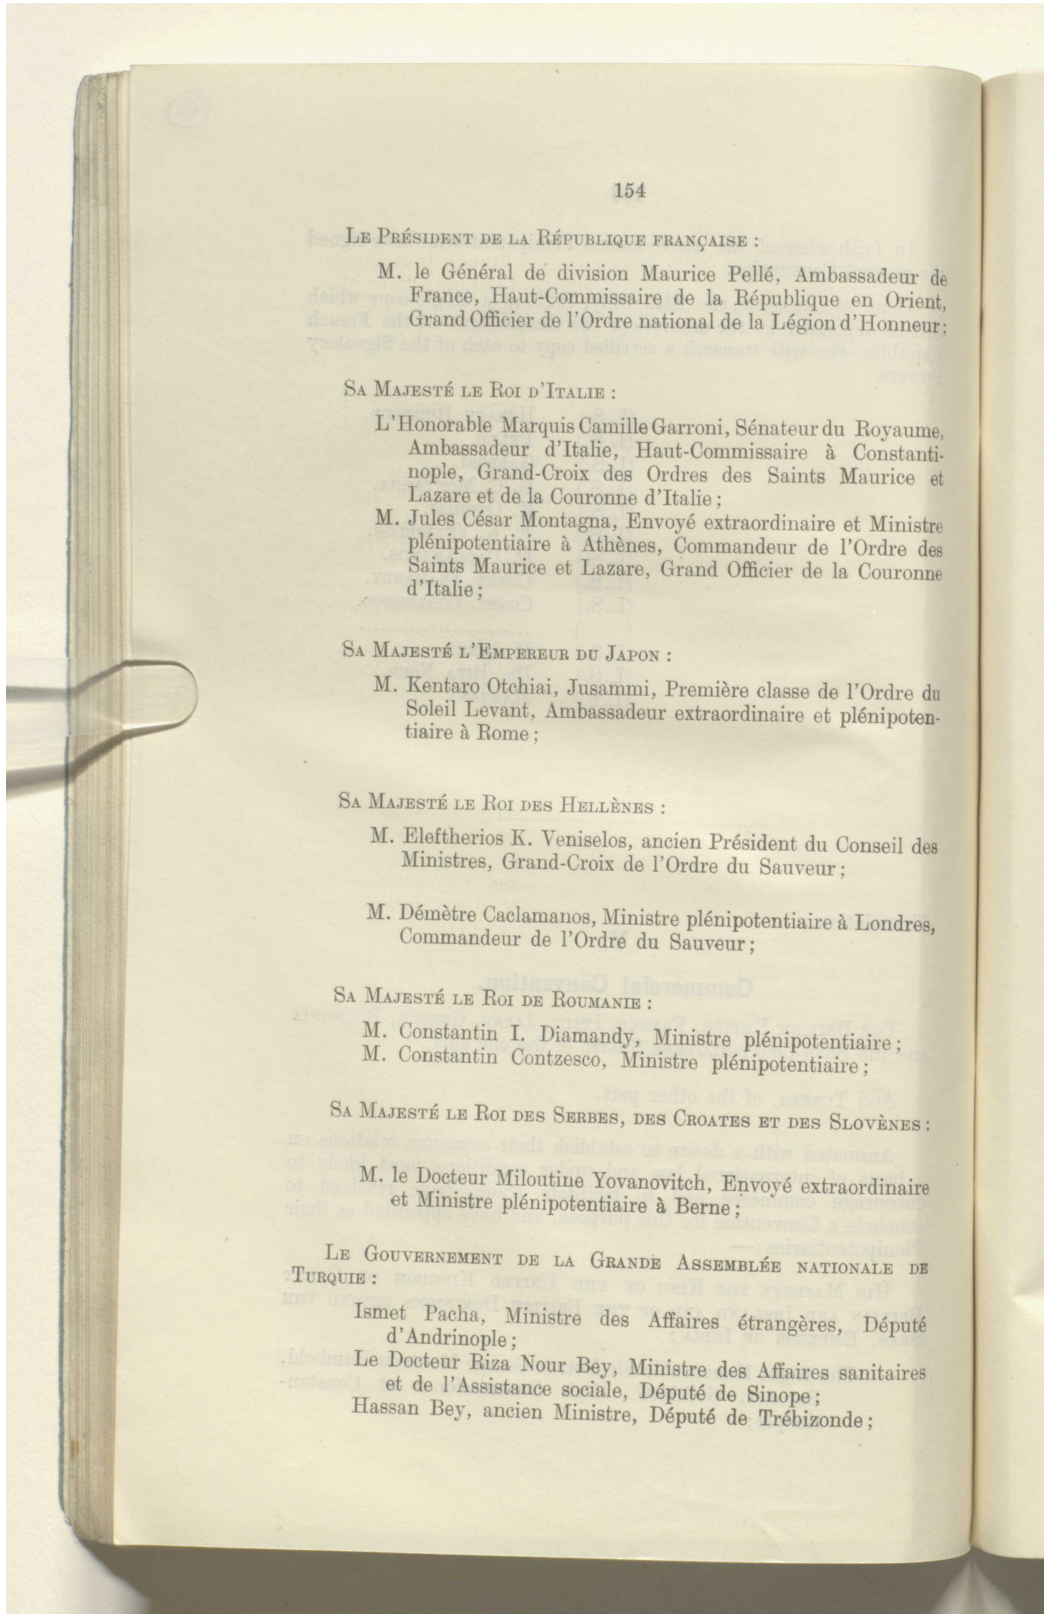 154
LE PRÉSIDENT DE LA RÉPUBLIQUE FRANÇAISE :
M. le Général de division Maurice Pellé, Ambassadeur de
France, Haut-Commissaire de la République en Orient,
Grand Officier de l'Ordre national de la Légion d'Honneur;
SA MAJESTÉ LE ROI D'ITALIE :
L'Honorable Marquis Camille Garroni, Sénateur du Royaume,
Ambassadeur d'Italie, Haut-Commissaire à Constanti-
nople, Grand-Croix des Ordres des Saints Maurice et
Lazare et de la Couronne d'Italie;
M. Jules César Montagna, Envoyé extraordinaire et Ministre
plénipotentiaire à Athènes, Commandeur de l'Ordre des
Saints Maurice et Lazare, Grand Officier de la Couronne
d'Italie;
SA MAJESTÉ L'EMPEREUR DU JAPON :
M. Kentaro Otchiai, Jusammi, Première classe de l'Ordre du
Soleil Levant, Ambassadeur extraordinaire et plénipoten-
tiaire à Rome;
SA MAJESTÉ LE ROI DES HELLÈNES :
M. Eleftherios K. Veniselos, ancien Président du Conseil des
Ministres, Grand-Croix de l'Ordre du Sauveur;
M. Démètre Caclamanos, Ministre plénipotentiaire à Londres,
Commandeur de l'Ordre du Sauveur;
SA MAJESTÉ LE ROI DE ROUMANIE :
M. Constantin I. Diamandy, Ministre plénipotentiaire;
M. Constantin Contzesco, Ministre plénipotentiaire;
SA MAJESTÉ LE ROI DES SERBES, DES CROATES ET DES SLOVÈNES :
M. le Docteur Miloutine Yovanovitch, Envoyé extraordinaire
et Ministre plénipotentiaire à Berne;
LE GOUVERNEMENT DE LA GRANDE ASSEMBLÉE NATIONALE DE
TURQUIE :
Ismet Pacha, Ministre des Affaires étrangères, Député
d'Andrinople;
Le Docteur Riza Nour Bey, Ministre des Affaires sanitaires
et de l'Assistance sociale, Député de Sinope;
Hassan Bey, ancien Ministre, Député de Trébizonde;